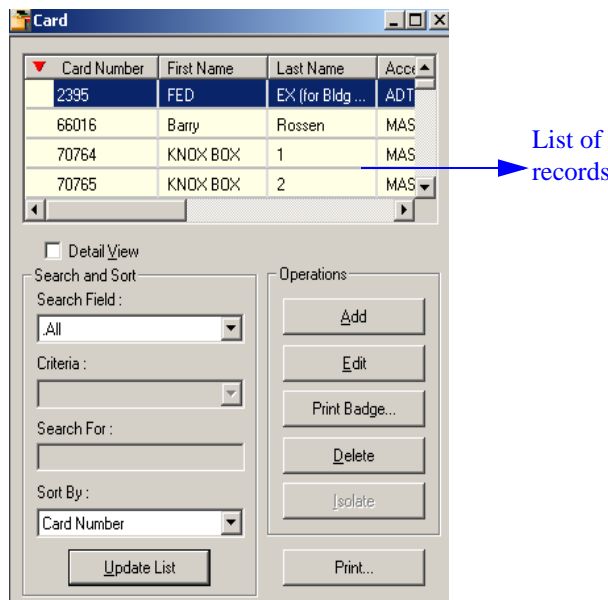 Card
Card Number First Name Last Name Acce
2395 FED EX (for Bldg ... ADT
66016 Barry Rossen MAS
70764 KNOX BOX 1 MAS
70765 KNOX BOX 2 MAS
List of
records
Detail View
Search and Sort
Search Field :
.All
Criteria :
Search For :
Sort By :
Card Number
Update List
Operations
Add
Edit
Print Badge...
Delete
Isolate
Print...